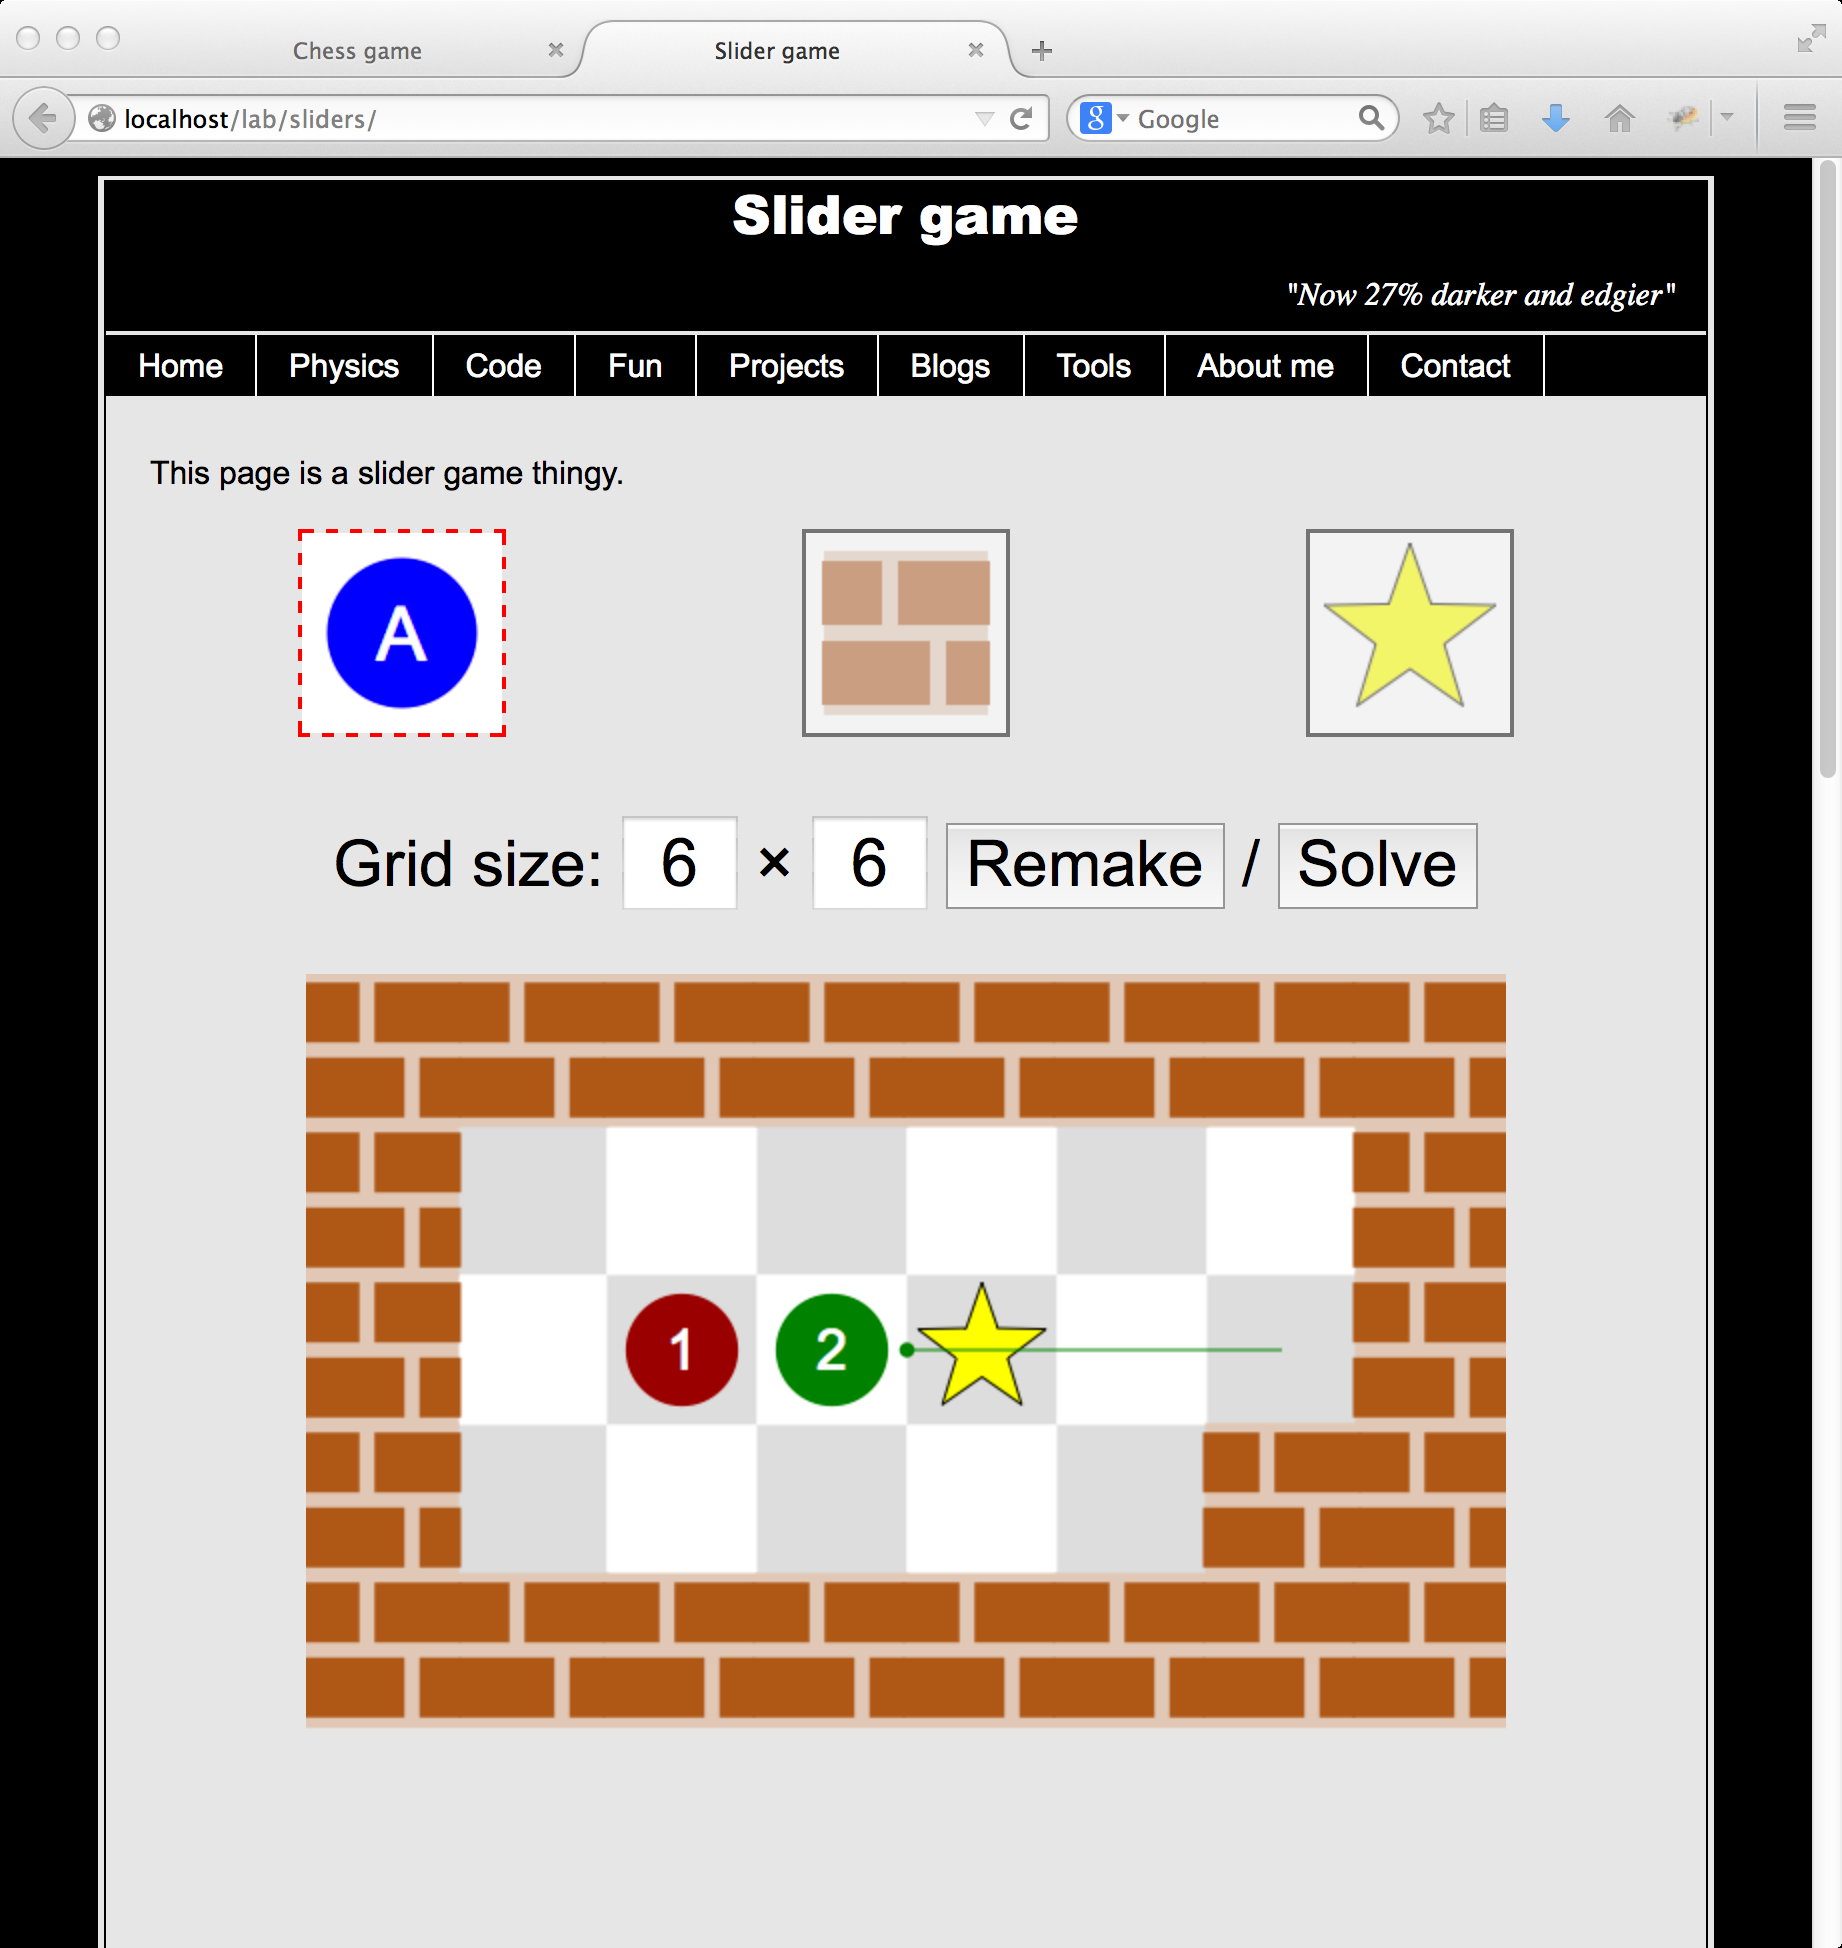 Chess game
Slider game
localhost/lab/sliders/
g Google
Slider game
"Now 27% darker and edgier"
Home Physics Code Fun Projects Blogs Tools About me Contact
This page is a slider game thingy.
A
Grid size: 6 × 6 Remake / Solve
1 2